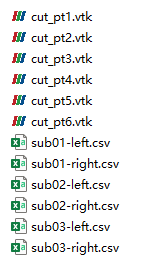 cut_pt1.vtk
cut_pt2.vtk
cut_pt3.vtk
cut_pt4.vtk
cut_pt5.vtk
cut_pt6.vtk
sub01-left.csv
sub01-right.csv
sub02-left.csv
sub02-right.csv
sub03-left.csv
sub03-right.csv